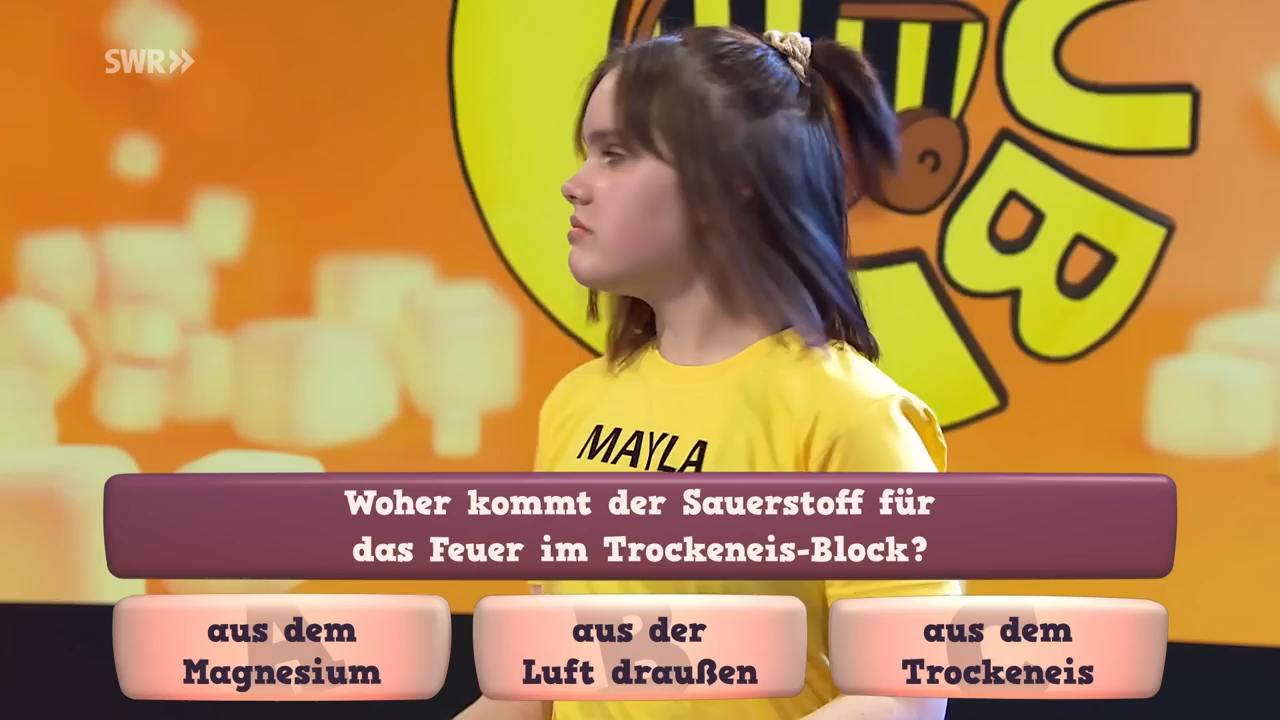 SWR
UB
MAYLA
Woher kommt der Sauerstoff für
das Feuer im Trockeneis-Block?
A
aus dem
Magnesium
B
aus der
Luft draußen
C
aus dem
Trockeneis